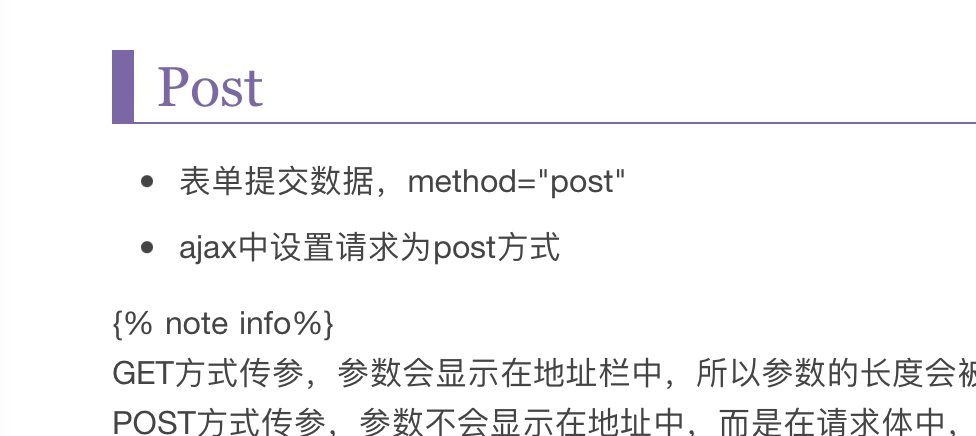 Post
表单提交数据，method="post"
ajax中设置请求为post方式
{% note info%}
GET方式传参，参数会显示在地址栏中，所以参数的长度会被
POST方式传参，参数不会显示在地址中，而是在请求体中，